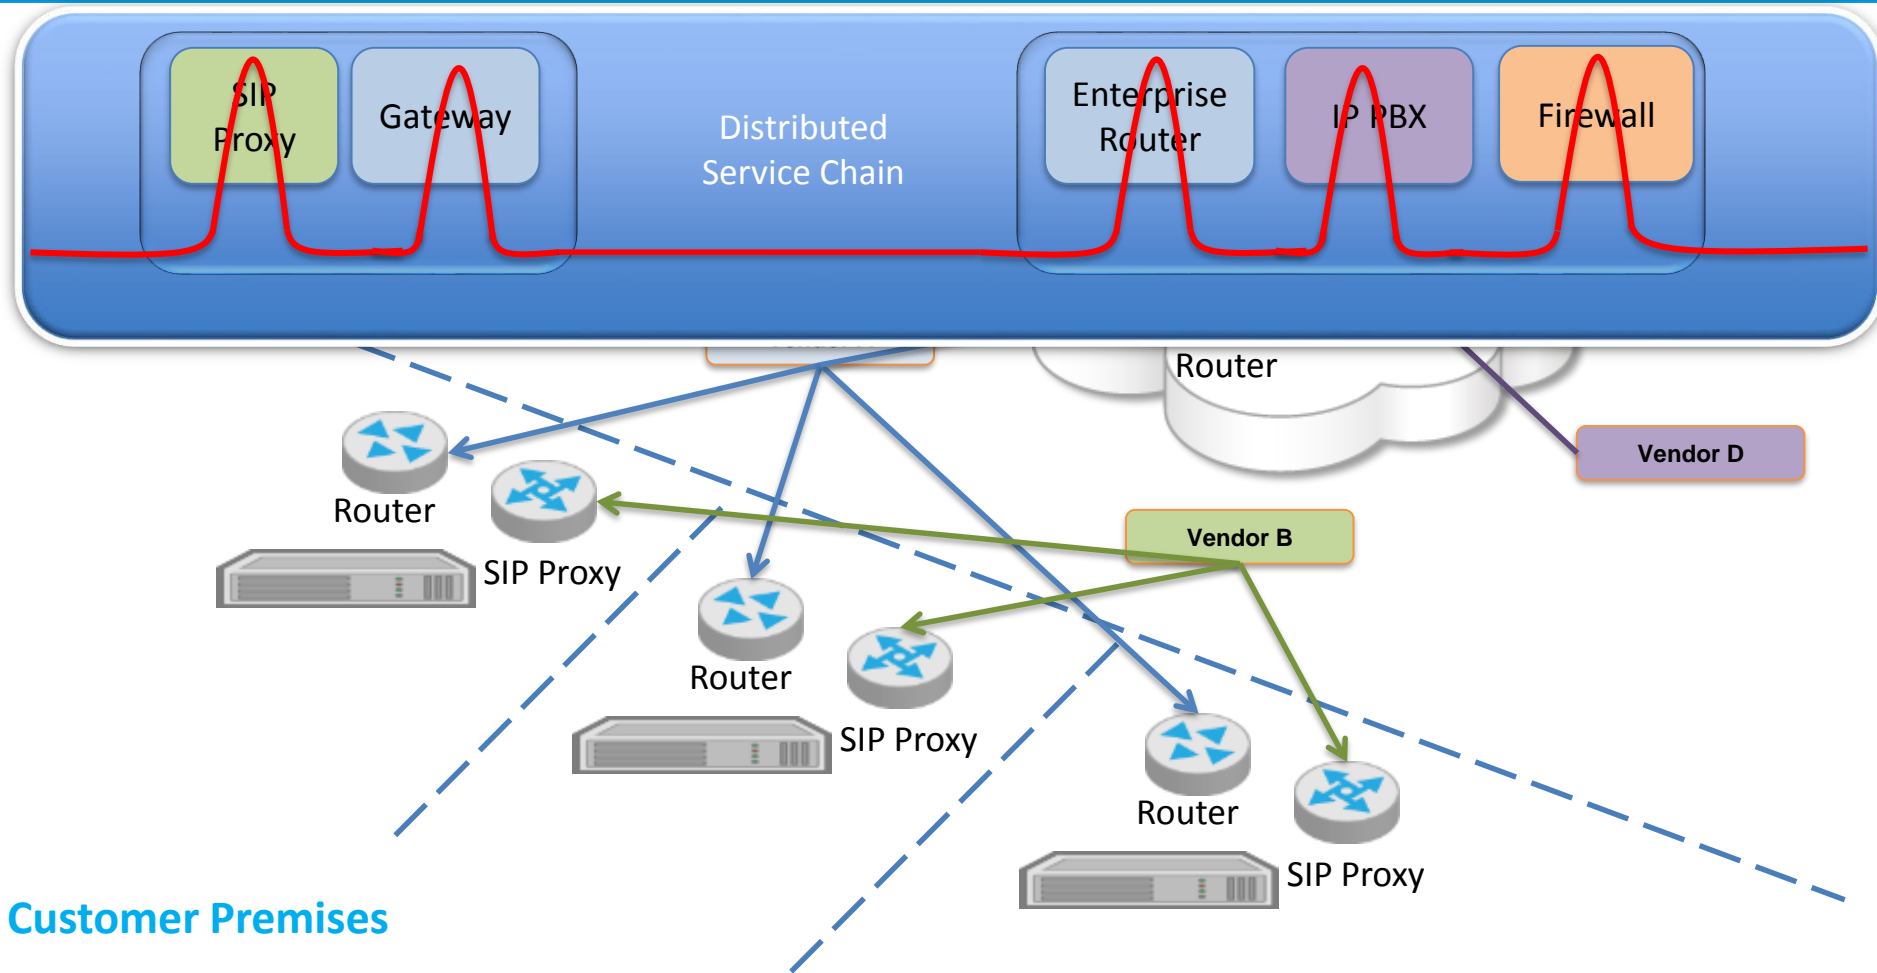 SIP
Proxy
Gateway
Distributed
Service Chain
Enterprise
Router
IP PBX
Firewall
Router
Vendor D
Router
SIP Proxy
Vendor B
Router
SIP Proxy
Router
SIP Proxy
Customer Premises